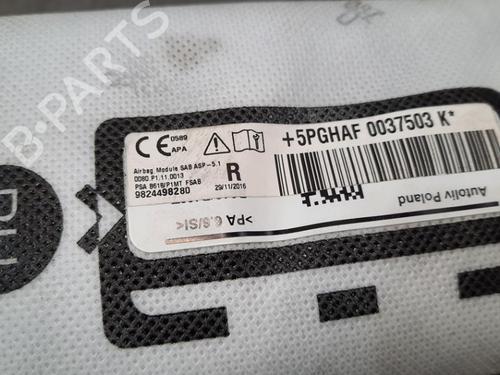 B-PARTS
CE 0589
APA
+5PGHAF 0037503 K*
Airbag Module SAB ASP-5.1
0080.P1.11.0013
PSA B618/P1MT FSAB
9824498280
R
29/11/2016
Autoliv Poland
>PA 6.6/SI<